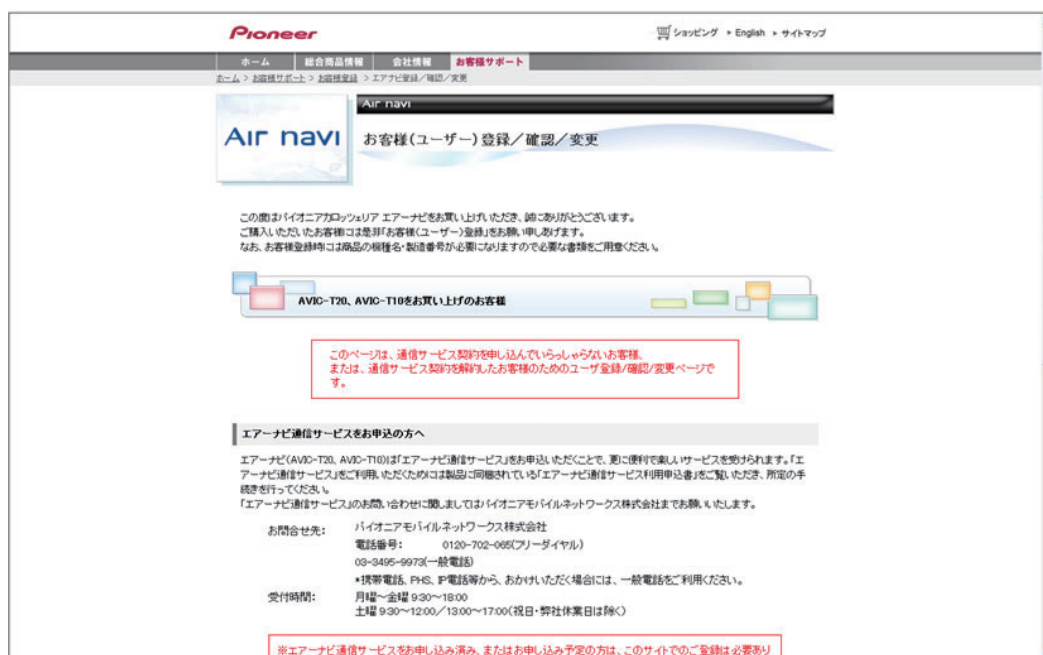 Pioneer
ショッピング English サイトマップ
ホーム 総合商品情報 会社情報 お客様サポート
ホーム > お客様サポート > お客様登録 > エアナビ登録／確認／変更
Air navi
Air navi
お客様(ユーザー)登録／確認／変更
この度はパイオニアカロッツェリア エアーナビをお買い上げいただき、誠にありがとうございます。
ご購入いただいたお客様には是非「お客様(ユーザー)登録」をお願い申しあげます。
なお、お客様登録時には商品の機種名・製造番号が必要になりますので必要な書類をご用意ください。
AVIC-T20、AVIC-T10をお買い上げのお客様
このページは、通信サービス契約を申し込んでいらっしゃらないお客様、
または、通信サービス契約を解約したお客様のためのユーザ登録/確認/変更ページで
す。
エアーナビ通信サービスをお申込の方へ
エアーナビ(AVIC-T20、AVIC-T10)は「エアーナビ通信サービス」をお申込いただくことで、更に便利で楽しいサービスを受けられます。「エ
アーナビ通信サービス」をご利用いただくためには製品に同梱されている「エアーナビ通信サービス利用申込書」をご覧いただき、所定の手
続きを行ってください。
「エアーナビ通信サービス」のお問い合わせに関しましてはパイオニアモバイルネットワークス株式会社までお願いいたします。
お問合せ先: パイオニアモバイルネットワークス株式会社
電話番号: 0120-702-065(フリーダイヤル)
03-3495-9973(一般電話)
*携帯電話、PHS、IP電話等から、おかけいただく場合には、一般電話をご利用ください。
受付時間: 月曜～金曜 9:30～18:00
土曜 9:30～12:00／13:00～17:00(祝日・弊社休業日は除く)
※エアーナビ通信サービスをお申し込み済み、またはお申し込み予定の方は、このサイトでのご登録は必要あり